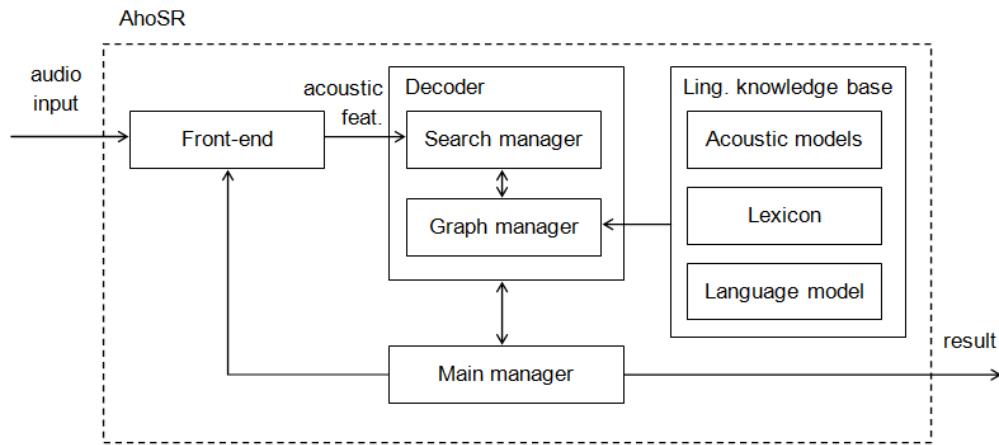 AhoSR
audio
input
Front-end
acoustic
feat.
Decoder
Search manager
Graph manager
Ling. knowledge base
Acoustic models
Lexicon
Language model
Main manager
result